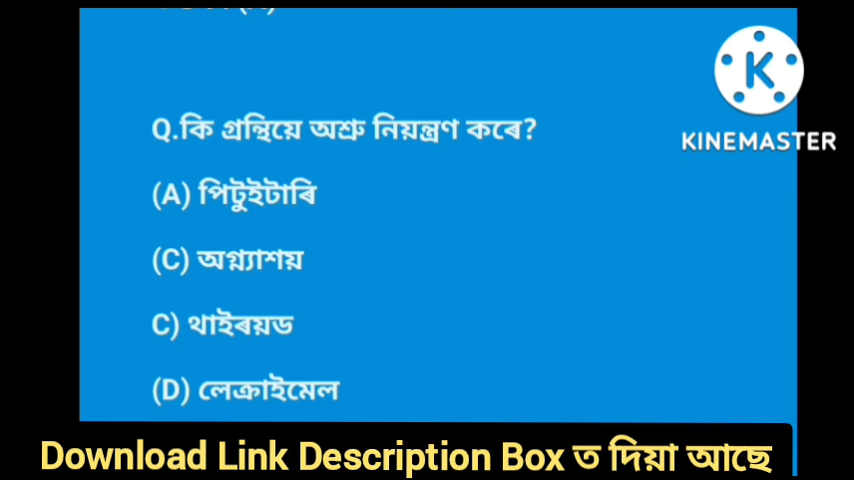 Q.কি গ্ৰন্থিয়ে অশ্ৰু নিয়ন্ত্ৰণ কৰে?
(A) পিটুইটাৰি
(C) অগ্ন্যাশয়
C) থাইৰয়ড
(D) লেক্ৰাইমেল
KINEMASTER
Download Link Description Box ত দিয়া আছে